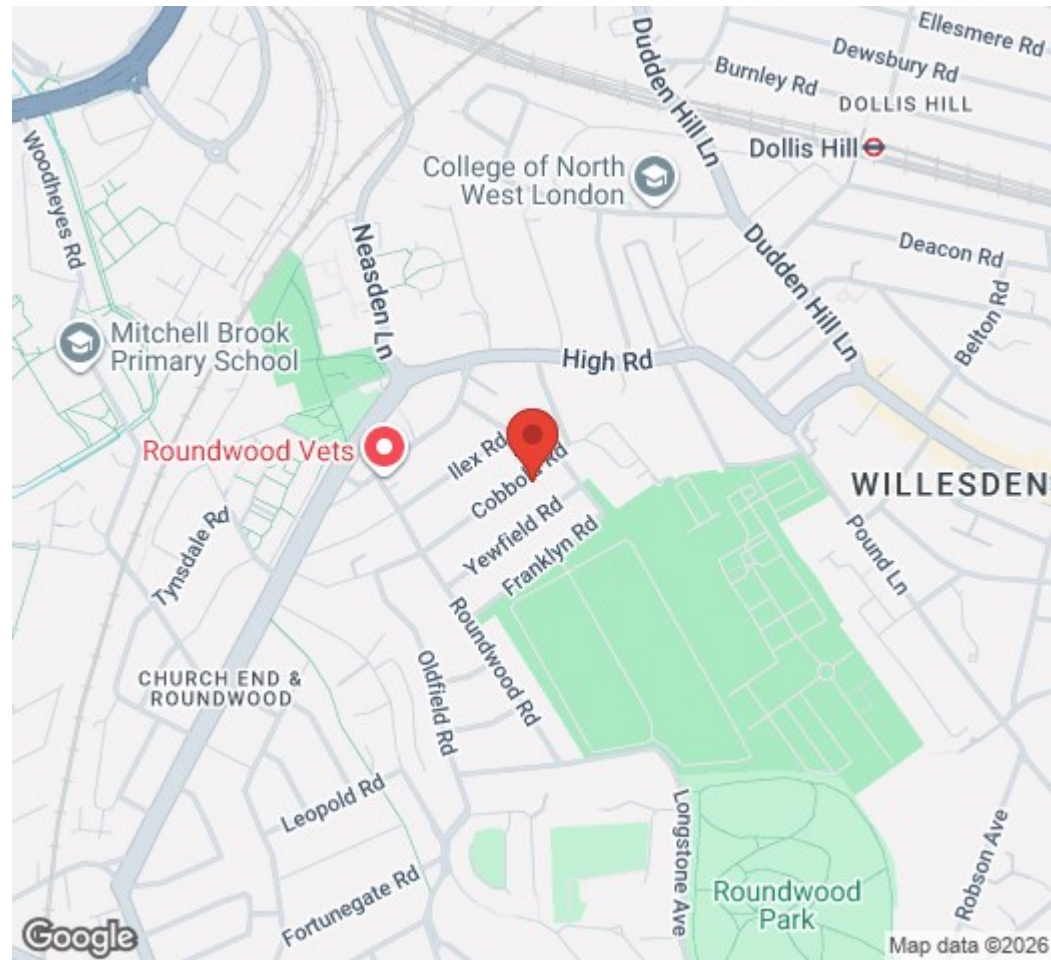 Ellesmere Rd
Dewsbury Rd
Burnley Rd
DOLLIS HILL
Dudden Hill Ln
Dollis Hill
College of North
West London
Woodheyes Rd
Neasden Ln
Deacon Rd
Dudden Hill Ln
Belton Rd
Mitchell Brook
Primary School
High Rd
Roundwood Vets
Ilex Rd
Cobbold Rd
WILLESDEN
Yewfield Rd
Franklyn Rd
Pound Ln
Tynsdale Rd
Roundwood Rd
Oldfield Rd
CHURCH END &
ROUNDWOOD
Leopold Rd
Longstone Ave
Robson Ave
Fortunegate Rd
Roundwood
Park
Google
Map data ©2026